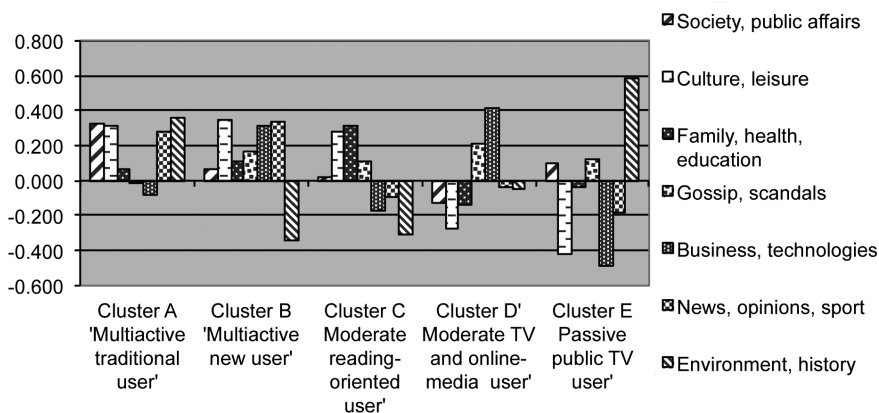 0.800
0.600
0.400
0.200
0.000
-0.200
-0.400
-0.600
Cluster A
'Multiactive
traditional
user'
Cluster B
'Multiactive
new user'
Cluster C
Moderate
reading-
oriented
user'
Cluster D'
Moderate TV
and online-
media user'
Cluster E
Passive
public TV
user'
Society, public affairs
Culture, leisure
Family, health,
education
Gossip, scandals
Business, technologies
News, opinions, sport
Environment, history